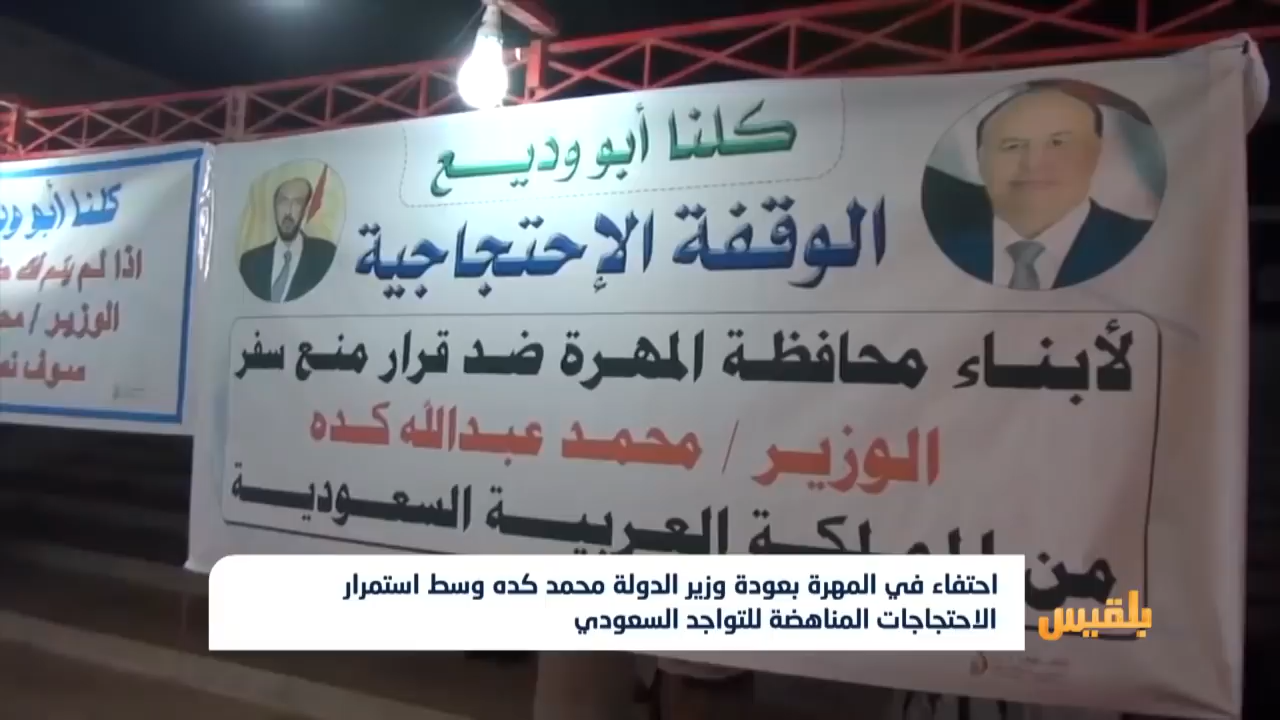 كلنا أبو وديع
الوقفة الإحتجاجية
لأبناء محافظة المهرة ضد قرار منع سفر
الوزير / محمد عبدالله كده
من المملكة العربية السعودية
كلنا أبو
اذا لم يترك
الوزير /
سوف
احتفاء في المهرة بعودة وزير الدولة محمد كده وسط استمرار
الاحتجاجات المناهضة للتواجد السعودي
بلقيس